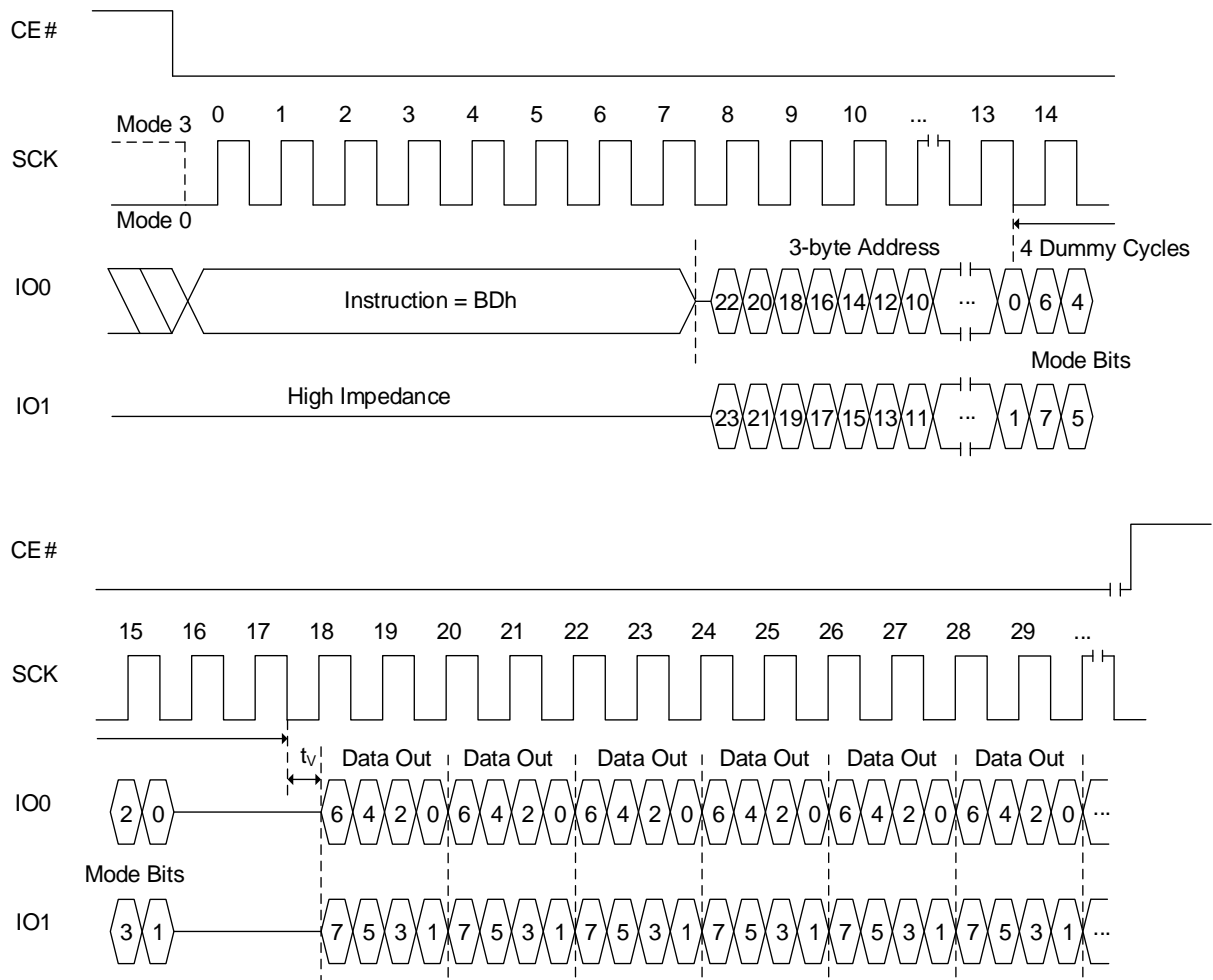 CE#
0 1 2 3 4 5 6 7 8 9 10 ... 13 14
Mode 3
SCK
Mode 0
3-byte Address 4 Dummy Cycles
IO0 Instruction = BDh 22 20 18 16 14 12 10 ... 0 6 4
Mode Bits
IO1 High Impedance 23 21 19 17 15 13 11 ... 1 7 5
CE#
15 16 17 18 19 20 21 22 23 24 25 26 27 28 29 ...
SCK
tV Data Out Data Out Data Out Data Out Data Out Data Out
IO0 2 0 6 4 2 0 6 4 2 0 6 4 2 0 6 4 2 0 6 4 2 0 6 4 2 0 ...
Mode Bits
IO1 3 1 7 5 3 1 7 5 3 1 7 5 3 1 7 5 3 1 7 5 3 1 7 5 3 1 ...